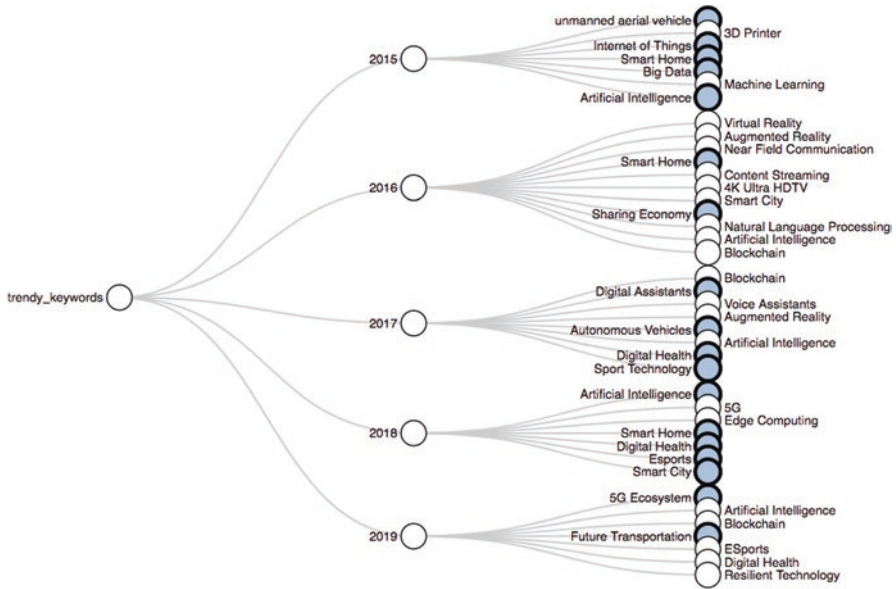 trendy_keywords
2015
unmanned aerial vehicle
3D Printer
Internet of Things
Smart Home
Big Data
Machine Learning
Artificial Intelligence
2016
Virtual Reality
Augmented Reality
Near Field Communication
Smart Home
Content Streaming
4K Ultra HDTV
Smart City
Sharing Economy
Natural Language Processing
Artificial Intelligence
Blockchain
2017
Blockchain
Digital Assistants
Voice Assistants
Augmented Reality
Autonomous Vehicles
Artificial Intelligence
Digital Health
Sport Technology
2018
Artificial Intelligence
5G
Edge Computing
Smart Home
Digital Health
Esports
Smart City
2019
5G Ecosystem
Artificial Intelligence
Blockchain
Future Transportation
ESports
Digital Health
Resilient Technology